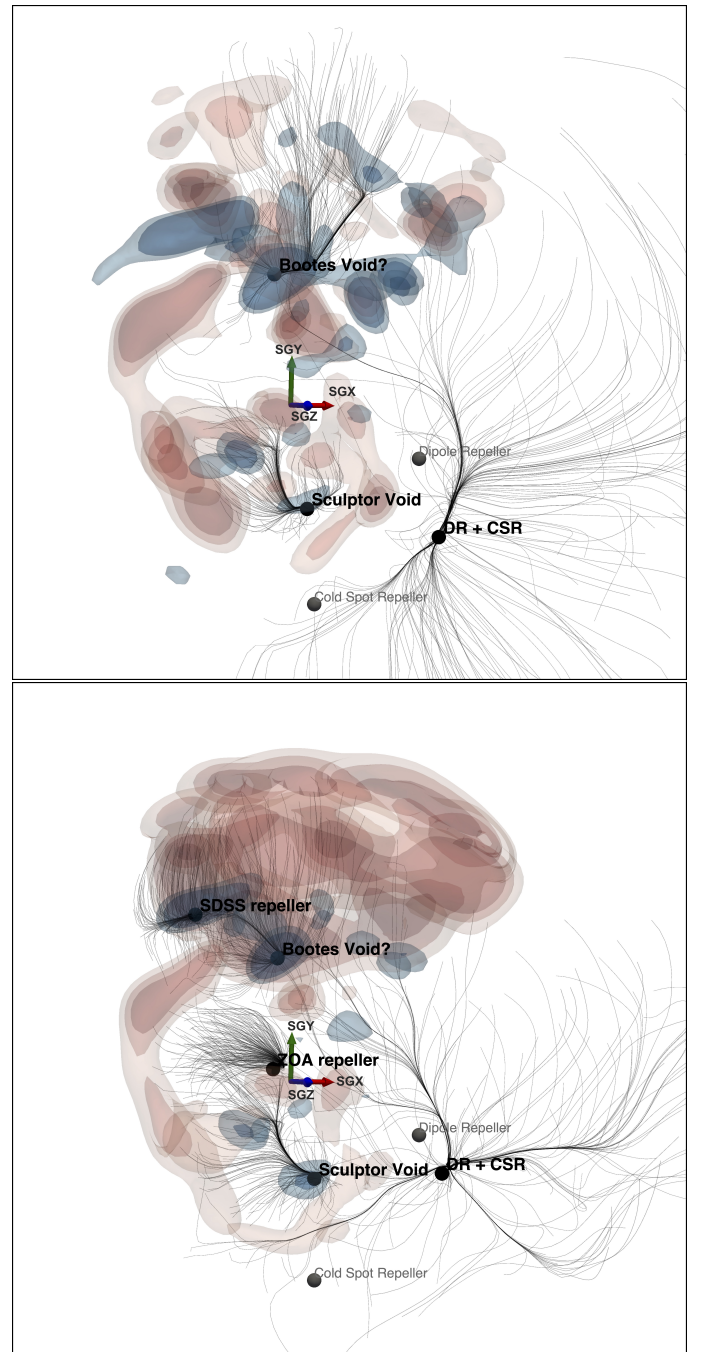 Bootes Void?
SGY
SGX
SGZ
Dipole Repeller
Sculptor Void
DR + CSR
Cold Spot Repeller
SDSS repeller
Bootes Void?
SGY
ZOA repeller
SGX
SGZ
Dipole Repeller
Sculptor Void
DR + CSR
Cold Spot Repeller